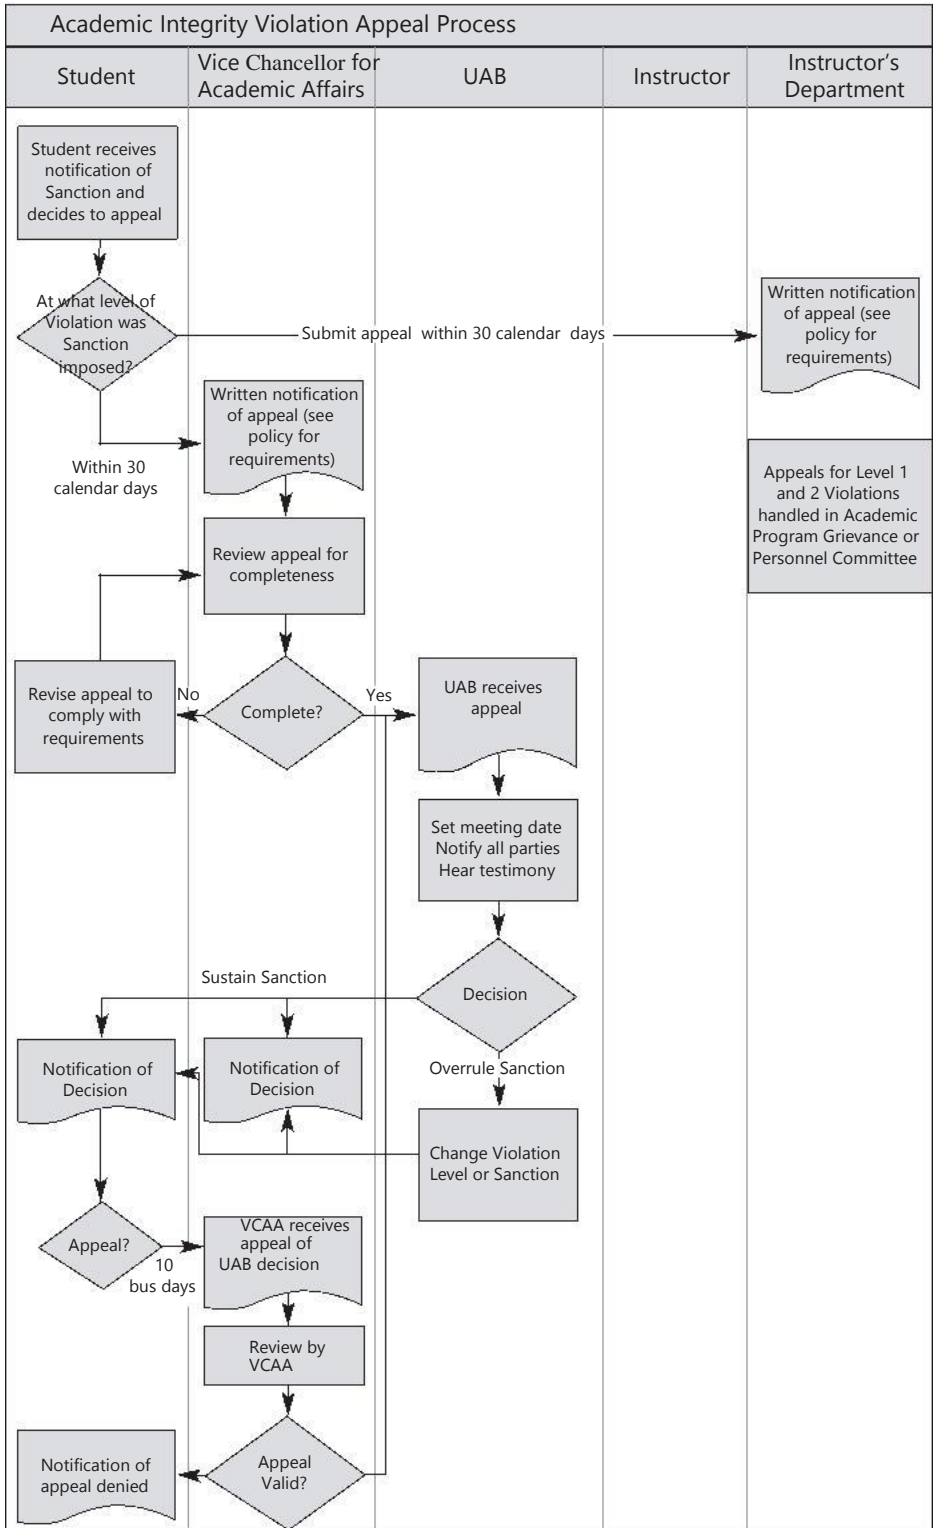 Academic Integrity Violation Appeal Process
Student
Vice Chancellor for
Academic Affairs
UAB
Instructor
Instructor's
Department
Student receives
notification of
Sanction and
decides to appeal
At what level of
Violation was
Sanction
imposed?
Submit appeal within 30 calendar days
Written notification
of appeal (see
policy for
requirements)
Within 30
calendar days
Written notification
of appeal (see
policy for
requirements)
Appeals for Level 1
and 2 Violations
handled in Academic
Program Grievance or
Personnel Committee
Review appeal for
completeness
Revise appeal to
comply with
requirements
No
Complete?
Yes
UAB receives
appeal
Set meeting date
Notify all parties
Hear testimony
Sustain Sanction
Decision
Notification of
Decision
Notification of
Decision
Overrule Sanction
Change Violation
Level or Sanction
Appeal?
10
bus days
VCAA receives
appeal of
UAB decision
Review by
VCAA
Notification of
appeal denied
Appeal
Valid?